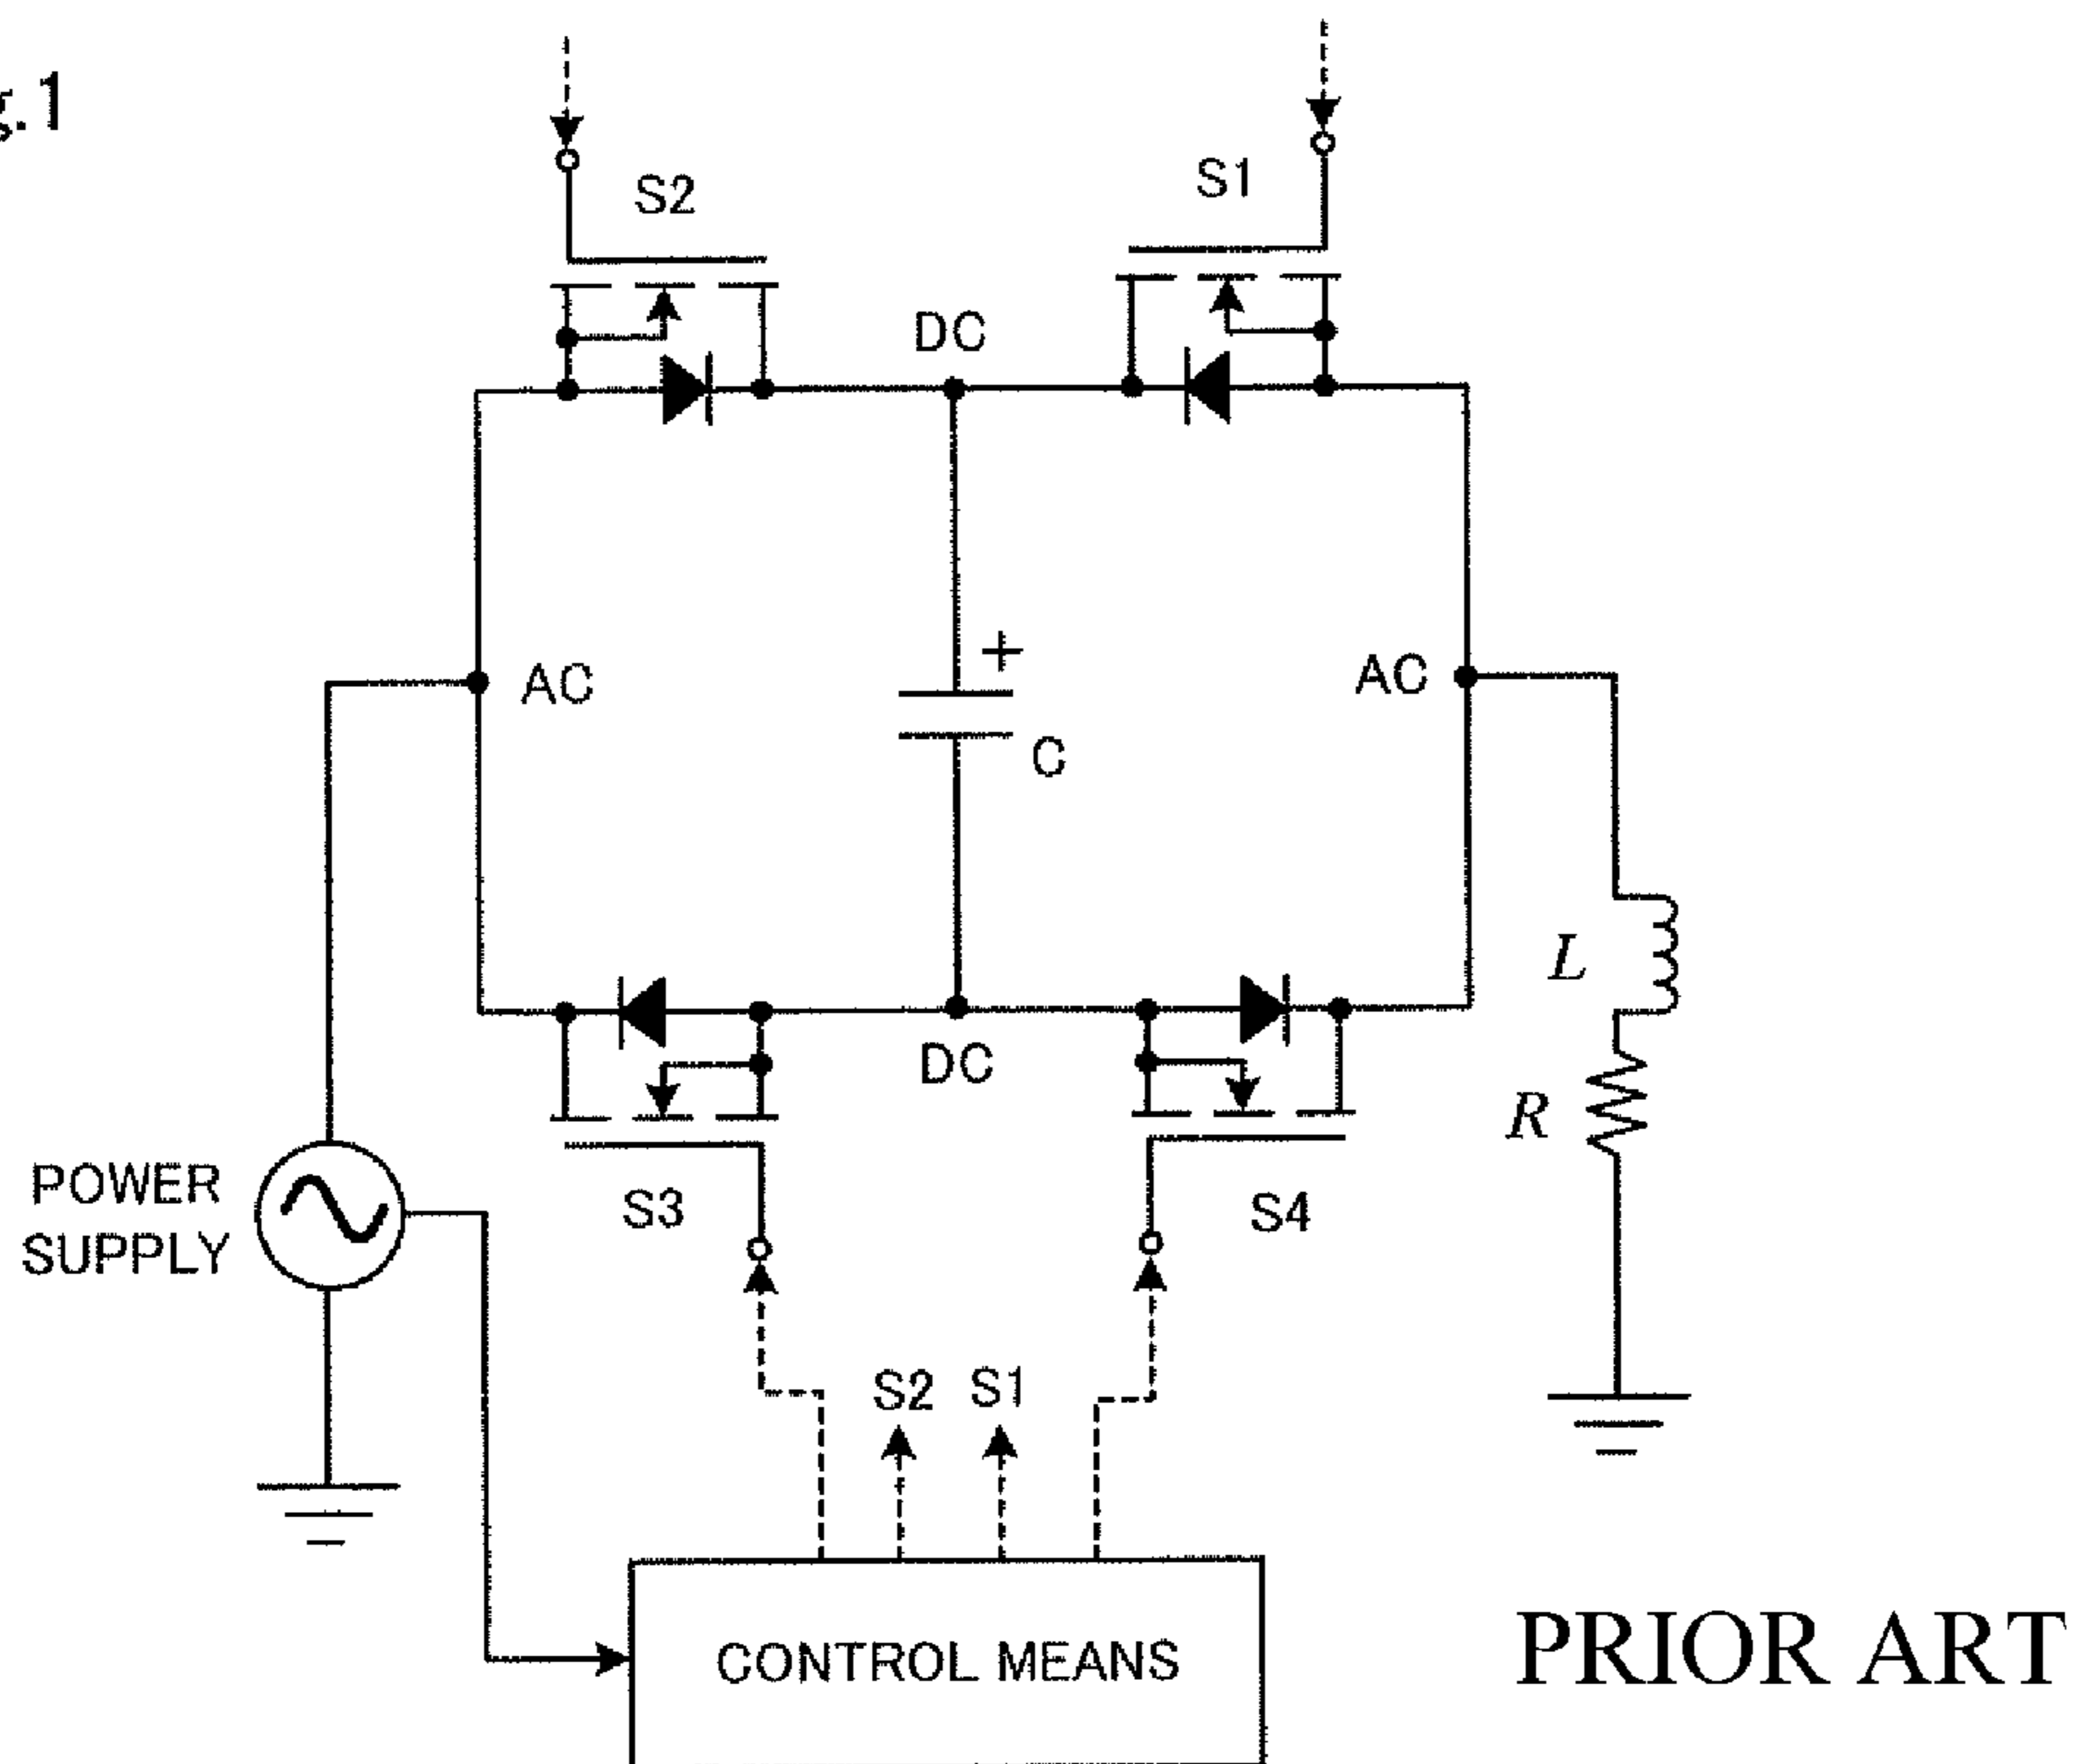 g.1
S2
S1
DC
AC
+
AC
C
L
DC
R
POWER
SUPPLY
S3
S4
S2
S1
CONTROL MEANS
PRIOR ART